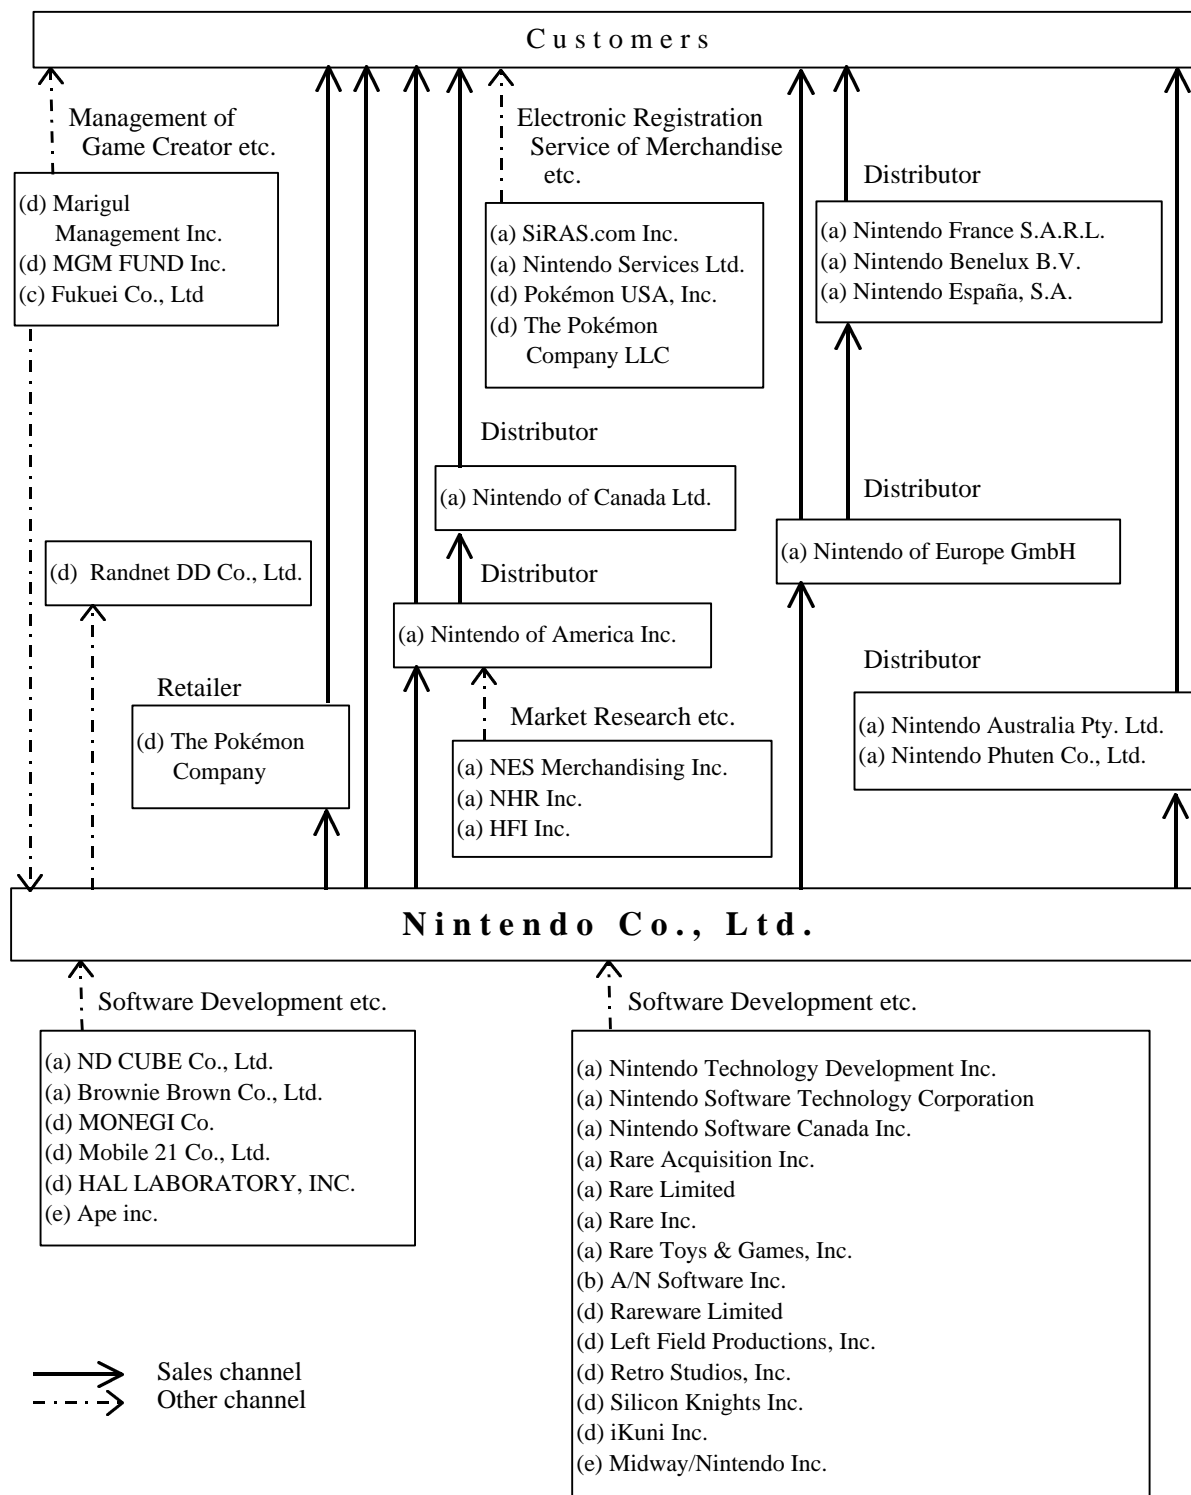 Customers
Management of
Game Creator etc.
(d) Marigul
Management Inc.
(d) MGM FUND Inc.
(c) Fukuei Co., Ltd
Electronic Registration
Service of Merchandise
etc.
(a) SiRAS.com Inc.
(a) Nintendo Services Ltd.
(d) Pokémon USA, Inc.
(d) The Pokémon
Company LLC
Distributor
(a) Nintendo France S.A.R.L.
(a) Nintendo Benelux B.V.
(a) Nintendo España, S.A.
Distributor
(a) Nintendo of Canada Ltd.
Distributor
(a) Nintendo of Europe GmbH
(d) Randnet DD Co., Ltd.
Distributor
(a) Nintendo of America Inc.
Retailer
(d) The Pokémon
Company
Market Research etc.
(a) NES Merchandising Inc.
(a) NHR Inc.
(a) HFI Inc.
Distributor
(a) Nintendo Australia Pty. Ltd.
(a) Nintendo Phuten Co., Ltd.
Nintendo Co., Ltd.
Software Development etc.
(a) ND CUBE Co., Ltd.
(a) Brownie Brown Co., Ltd.
(d) MONEGI Co.
(d) Mobile 21 Co., Ltd.
(d) HAL LABORATORY, INC.
(e) Ape inc.
Software Development etc.
(a) Nintendo Technology Development Inc.
(a) Nintendo Software Technology Corporation
(a) Nintendo Software Canada Inc.
(a) Rare Acquisition Inc.
(a) Rare Limited
(a) Rare Inc.
(a) Rare Toys & Games, Inc.
(b) A/N Software Inc.
(d) Rareware Limited
(d) Left Field Productions, Inc.
(d) Retro Studios, Inc.
(d) Silicon Knights Inc.
(d) iKuni Inc.
(e) Midway/Nintendo Inc.
Sales channel
Other channel